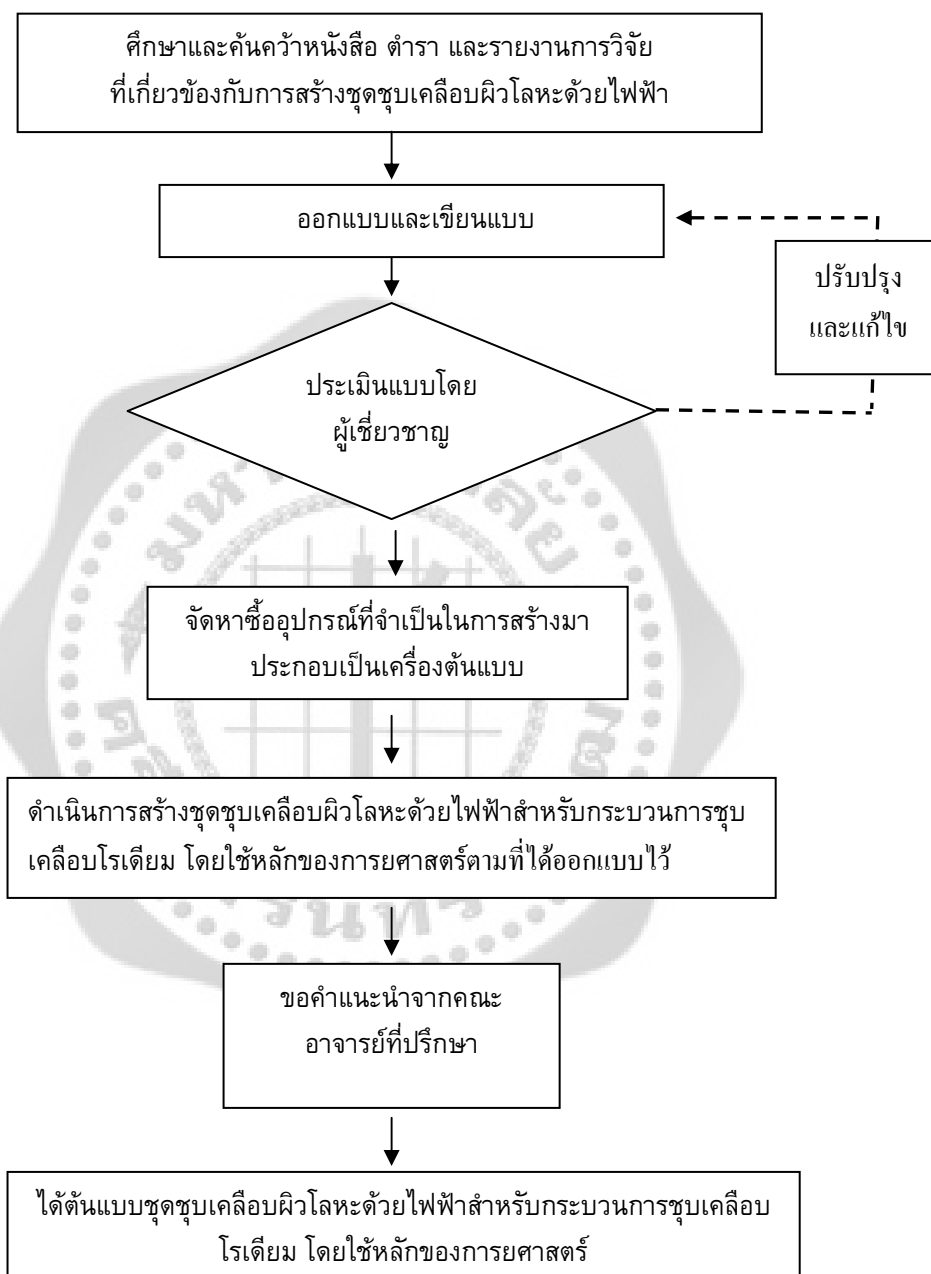 ศึกษาและค้นคว้าหนังสือ ตำรา และรายงานการวิจัย
ที่เกี่ยวข้องกับการสร้างชุดชุบเคลือบผิวโลหะด้วยไฟฟ้า
ออกแบบและเขียนแบบ
ปรับปรุง
และแก้ไข
ประเมินแบบโดย
ผู้เชี่ยวชาญ
จัดหาซื้ออุปกรณ์ที่จำเป็นในการสร้างมา
ประกอบเป็นเครื่องต้นแบบ
ดำเนินการสร้างชุดชุบเคลือบผิวโลหะด้วยไฟฟ้าสำหรับกระบวนการชุบ
เคลือบโรเดียม โดยใช้หลักของการยศาสตร์ตามที่ได้ออกแบบไว้
ขอคำแนะนำจากคณะ
อาจารย์ที่ปรึกษา
ได้ต้นแบบชุดชุบเคลือบผิวโลหะด้วยไฟฟ้าสำหรับกระบวนการชุบเคลือบ
โรเดียม โดยใช้หลักของการยศาสตร์